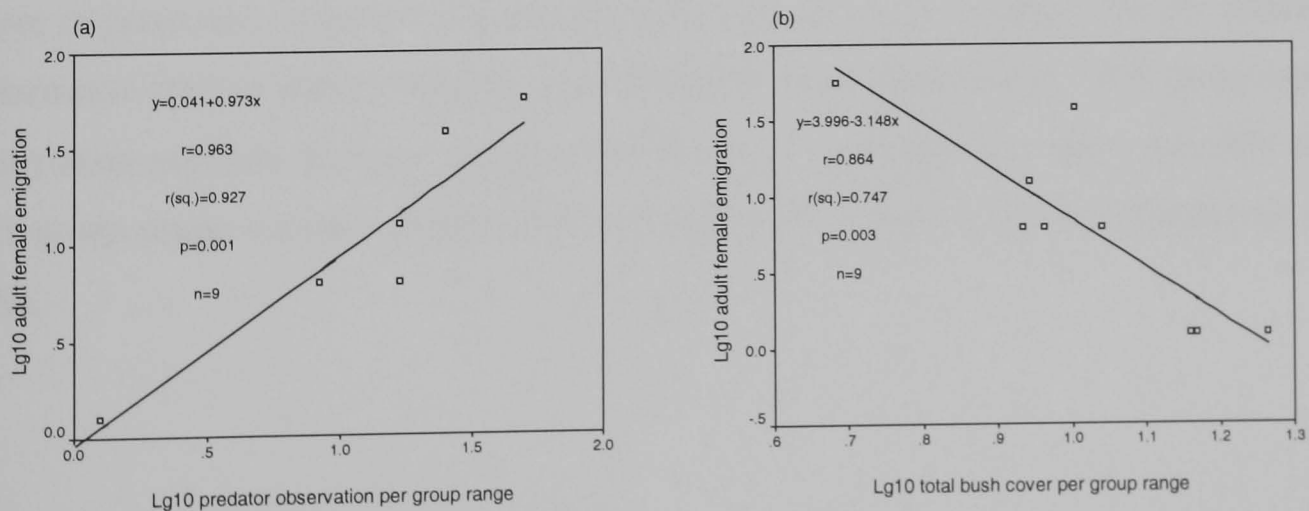 (a)
2.0
1.5
1.0
.5
0.0
Lg10 adult female emigration
y=0.041+0.973x
r=0.963
r(sq.)=0.927
p=0.001
n=9
0.0 .5 1.0 1.5 2.0
Lg10 predator observation per group range
(b)
2.0
1.5
1.0
.5
0.0
-.5
Lg10 adult female emigration
y=3.996-3.148x
r=0.864
r(sq.)=0.747
p=0.003
n=9
.6 .7 .8 .9 1.0 1.1 1.2 1.3
Lg10 total bush cover per group range